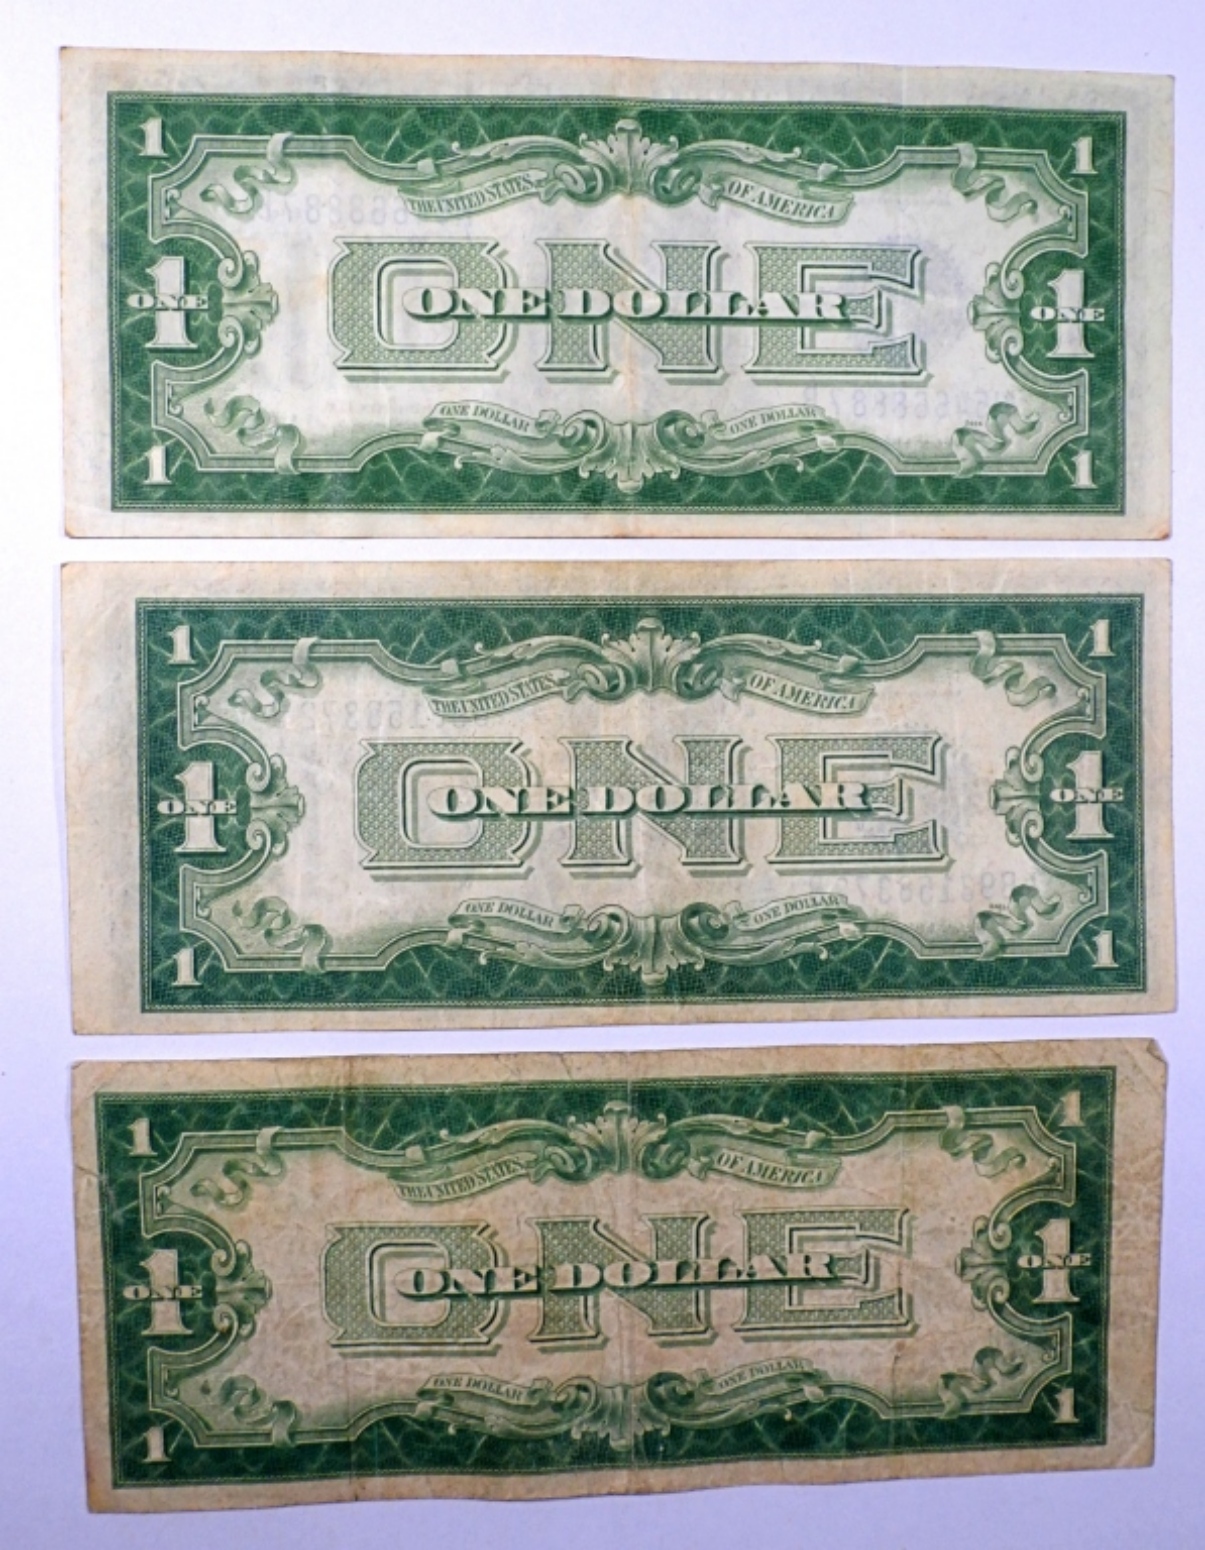 1 1
THE UNITED STATES OF AMERICA
ONE
ONE DOLLAR
1 ONE 1 ONE
ONE DOLLAR ONE DOLLAR
1 1
1 1
THE UNITED STATES OF AMERICA
ONE
ONE DOLLAR
1 ONE 1 ONE
ONE DOLLAR ONE DOLLAR
1 1
1 1
THE UNITED STATES OF AMERICA
ONE
ONE DOLLAR
1 ONE 1 ONE
ONE DOLLAR ONE DOLLAR
1 1